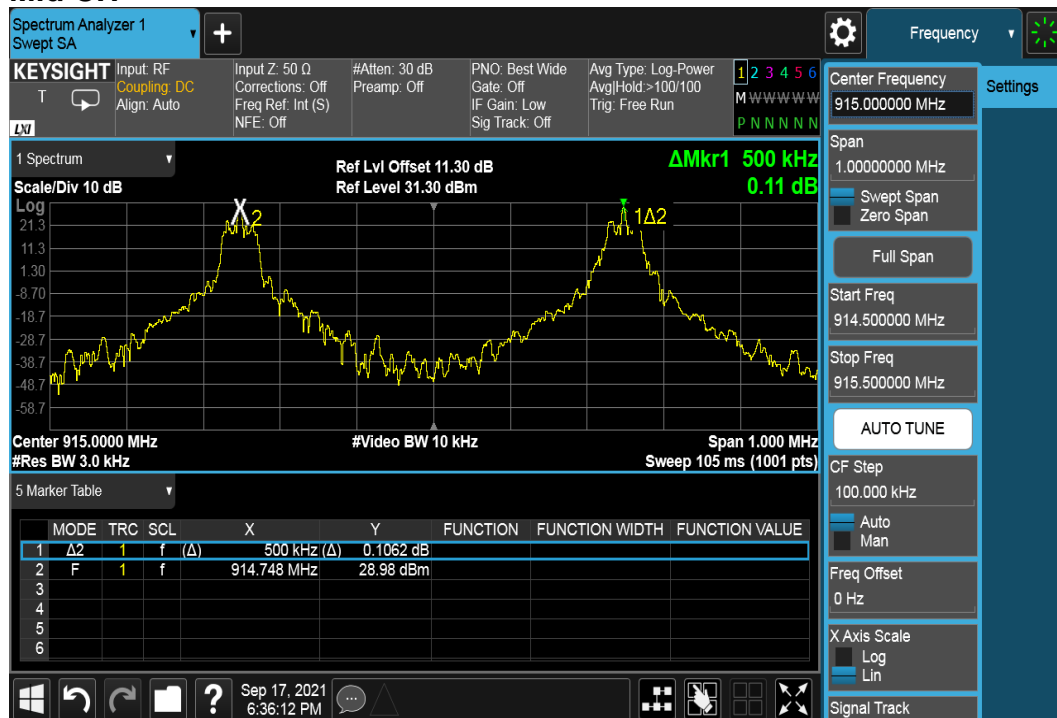 Spectrum Analyzer 1
Swept SA
+
Frequency
KEYSIGHT
T
LXI
Input: RF
Coupling: DC
Align: Auto
Input Z: 50 Ω
Corrections: Off
Freq Ref: Int (S)
NFE: Off
#Atten: 30 dB
Preamp: Off
PNO: Best Wide
Gate: Off
IF Gain: Low
Sig Track: Off
Avg Type: Log-Power
Avg|Hold:>100/100
Trig: Free Run
1 2 3 4 5 6
M W W W W W
P N N N N N
1 Spectrum
Scale/Div 10 dB
Ref Lvl Offset 11.30 dB
Ref Level 31.30 dBm
ΔMkr1 500 kHz
0.11 dB
Log
21.3
11.3
1.30
-8.70
-18.7
-28.7
-38.7
-48.7
-58.7
2
1Δ2
Center 915.0000 MHz
#Res BW 3.0 kHz
#Video BW 10 kHz
Span 1.000 MHz
Sweep 105 ms (1001 pts)
5 Marker Table
MODE TRC SCL X Y FUNCTION FUNCTION WIDTH FUNCTION VALUE
1 Δ2 1 f (Δ) 500 kHz (Δ) 0.1062 dB
2 F 1 f 914.748 MHz 28.98 dBm
3
4
5
6
?
Sep 17, 2021
6:36:12 PM
Center Frequency
915.000000 MHz
Settings
Span
1.00000000 MHz
Swept Span
Zero Span
Full Span
Start Freq
914.500000 MHz
Stop Freq
915.500000 MHz
AUTO TUNE
CF Step
100.000 kHz
Auto
Man
Freq Offset
0 Hz
X Axis Scale
Log
Lin
Signal Track